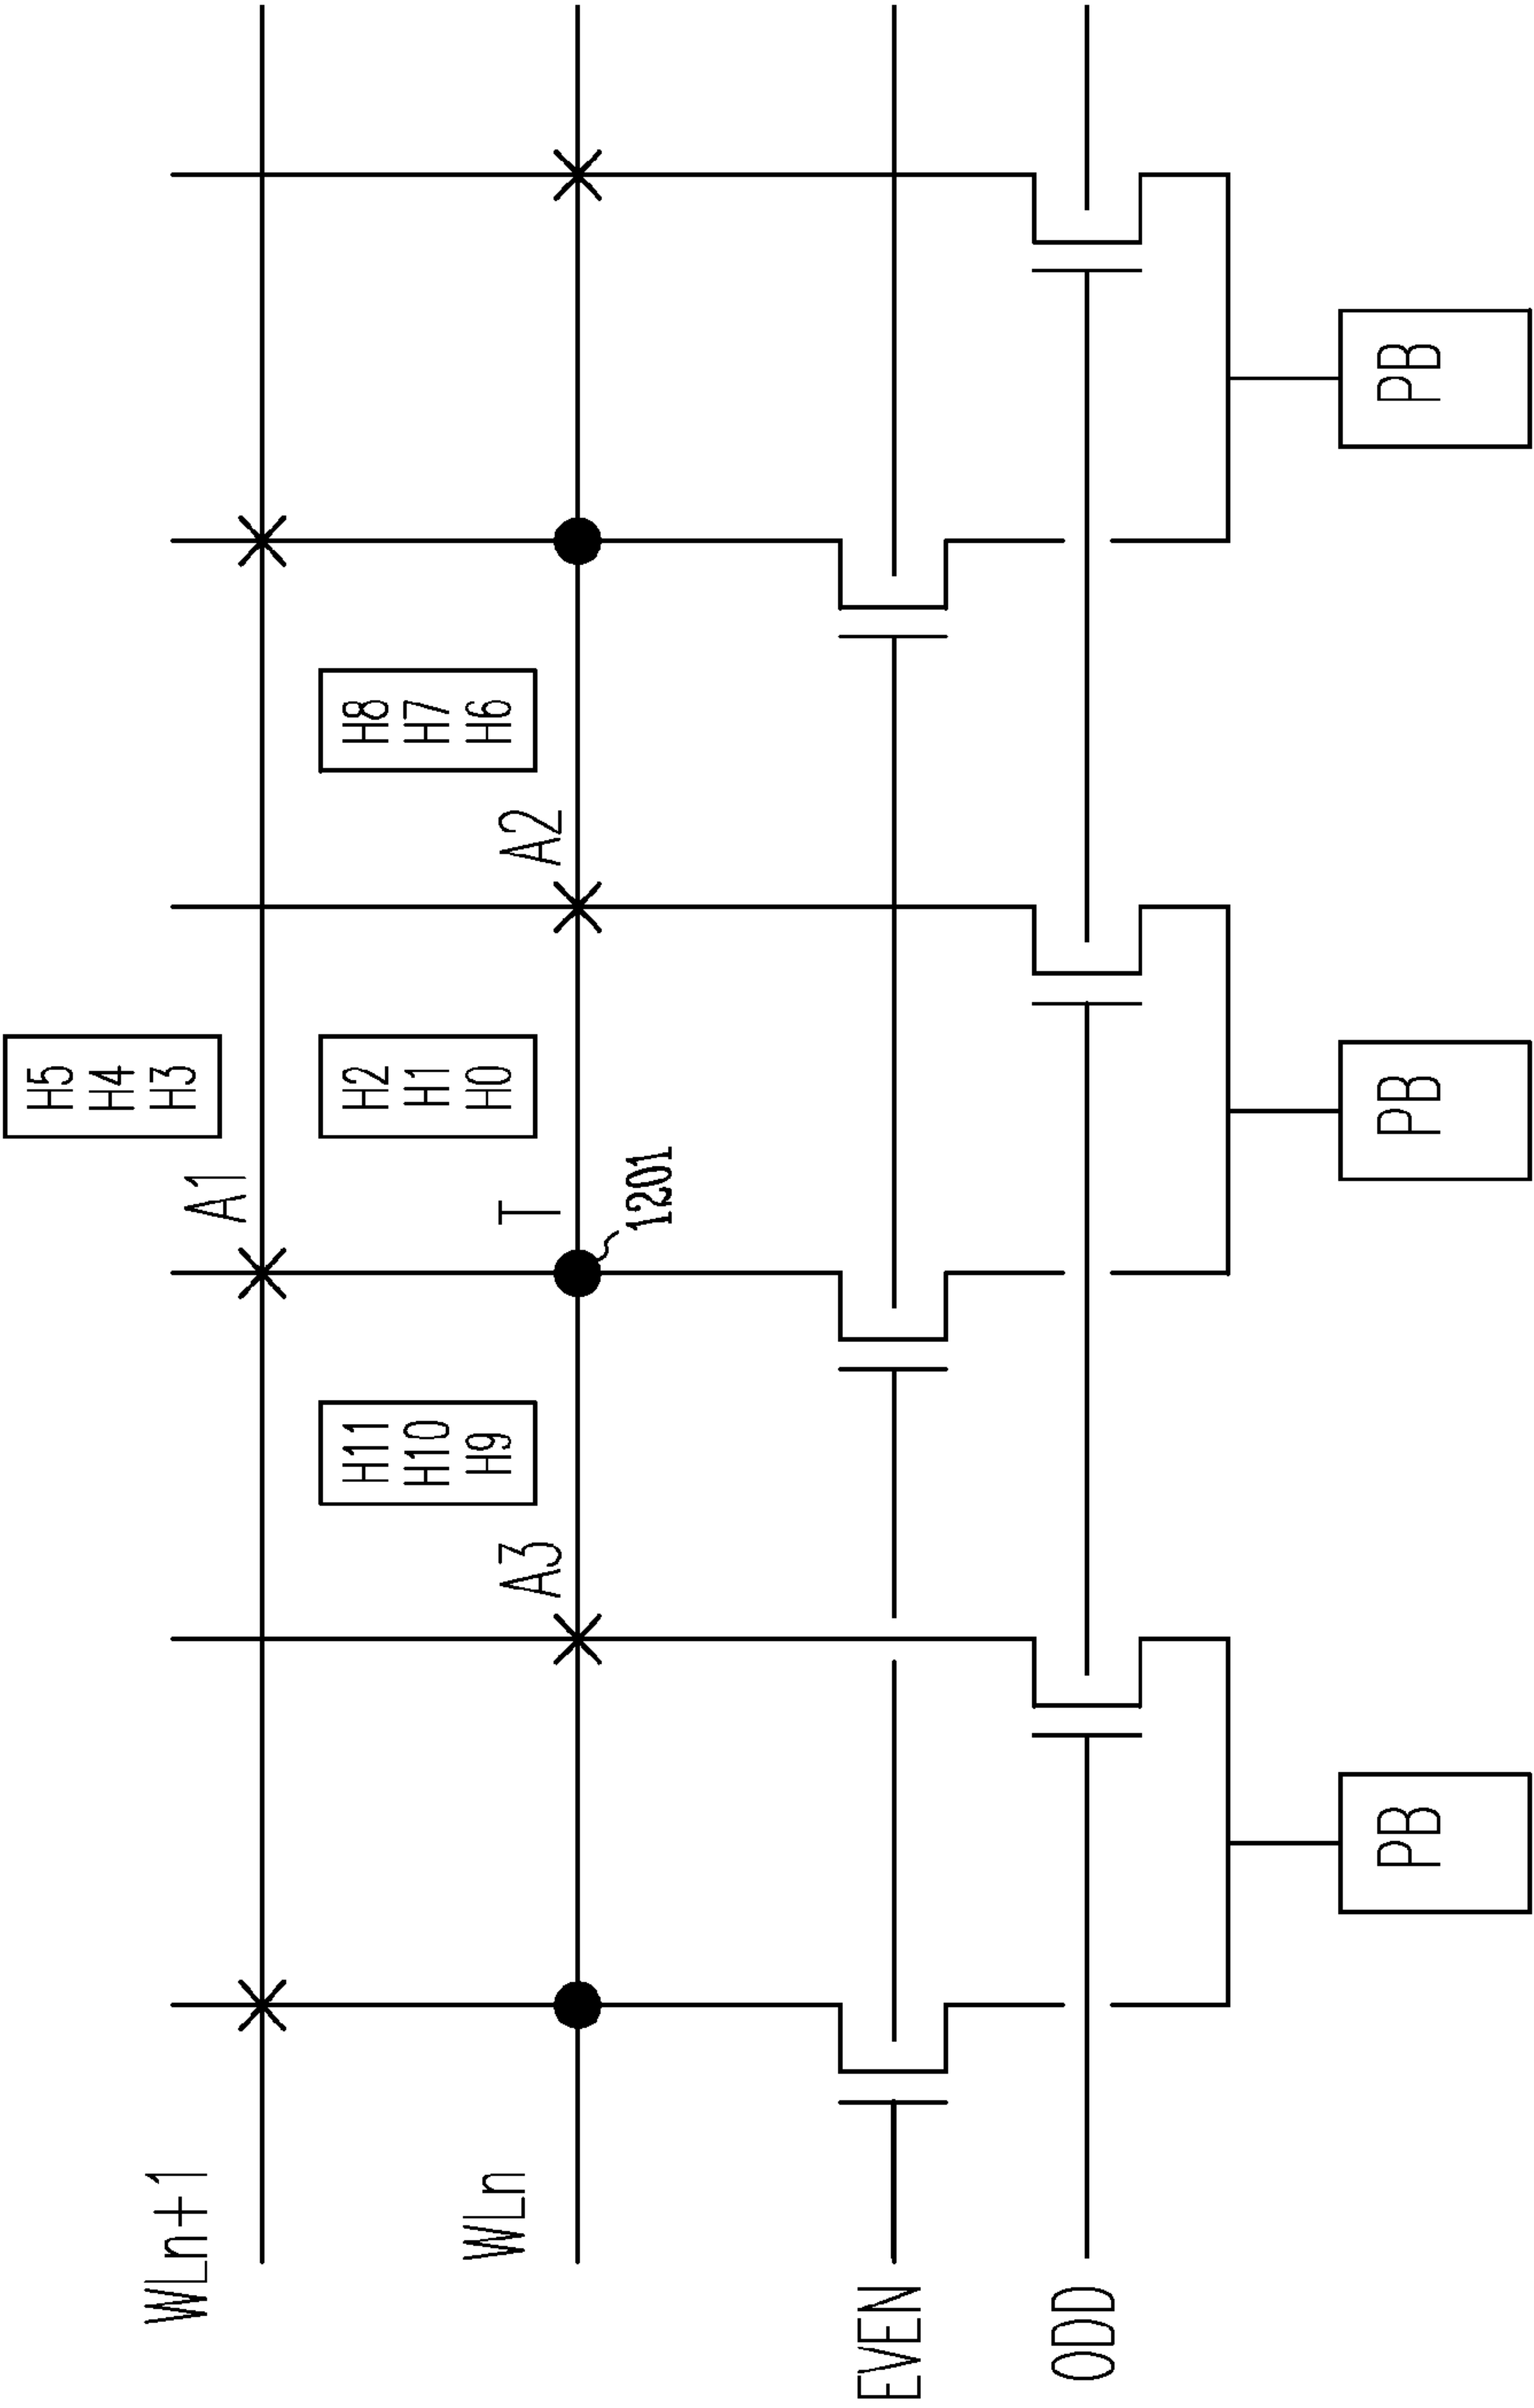 H5
H4
H3
WLn+1
A1
H11
H10
H9
H2
H1
H0
H8
H7
H6
WLn
A3
T
A2
1201
EVEN
ODD
PB
PB
PB